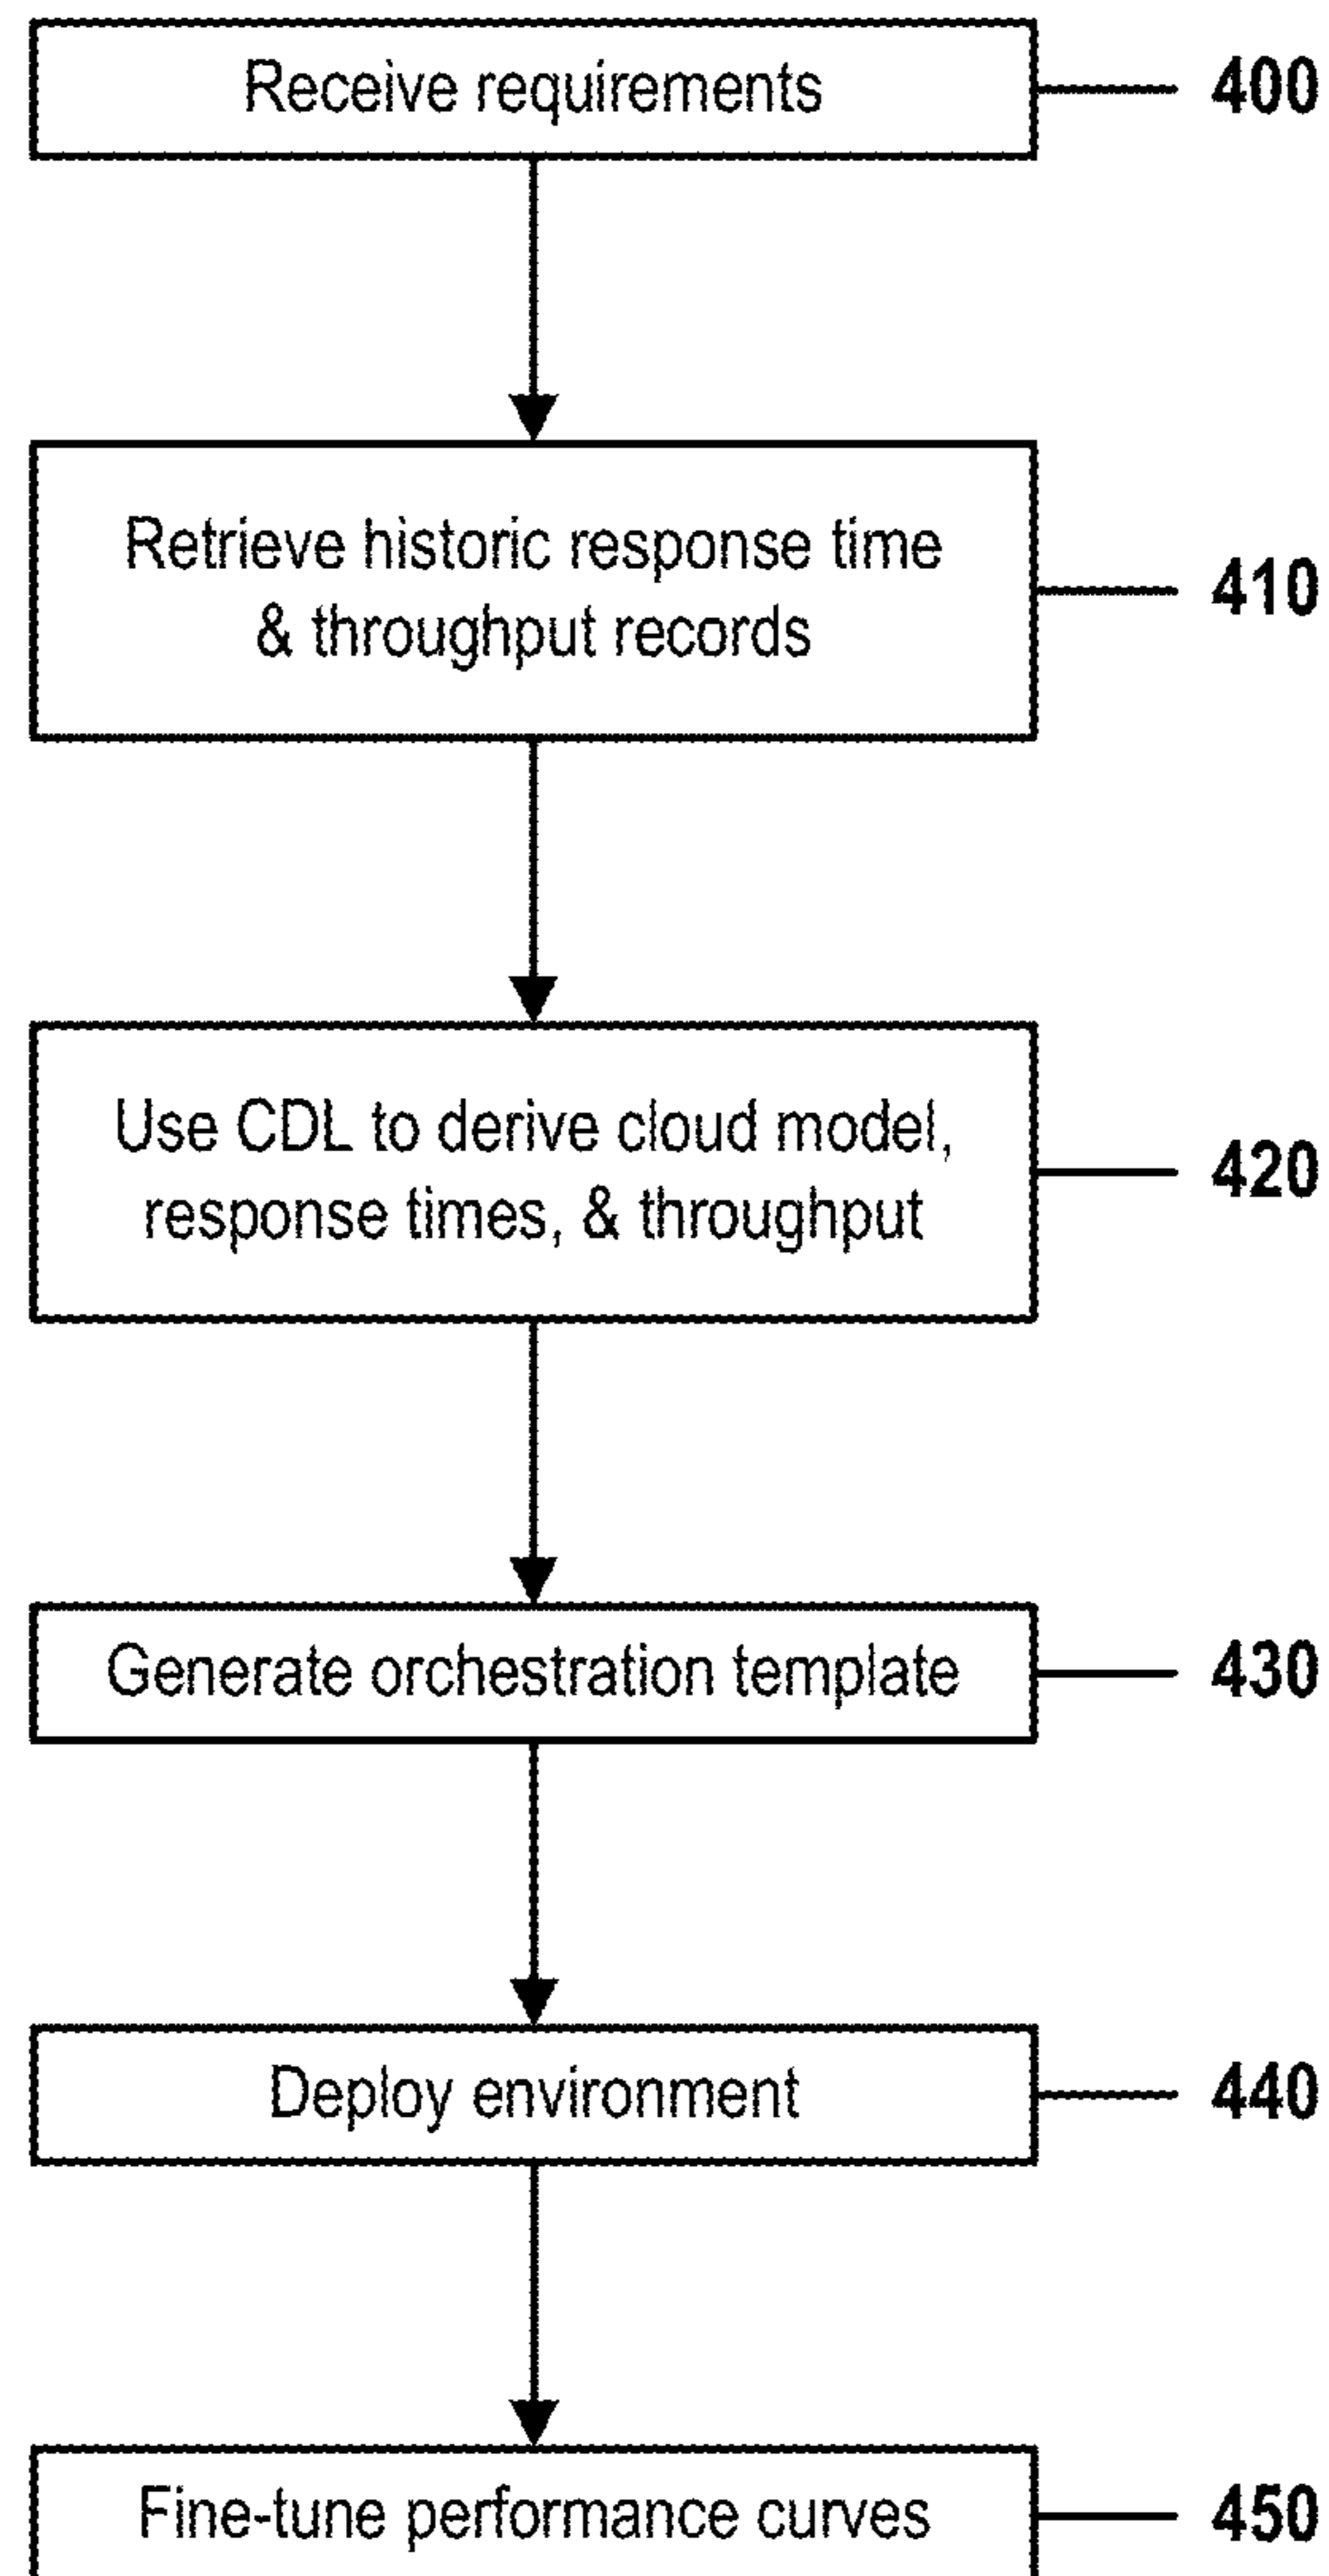 Receive requirements
400
Retrieve historic response time
& throughput records
410
Use CDL to derive cloud model,
response times, & throughput
420
Generate orchestration template
430
Deploy environment
440
Fine-tune performance curves
450